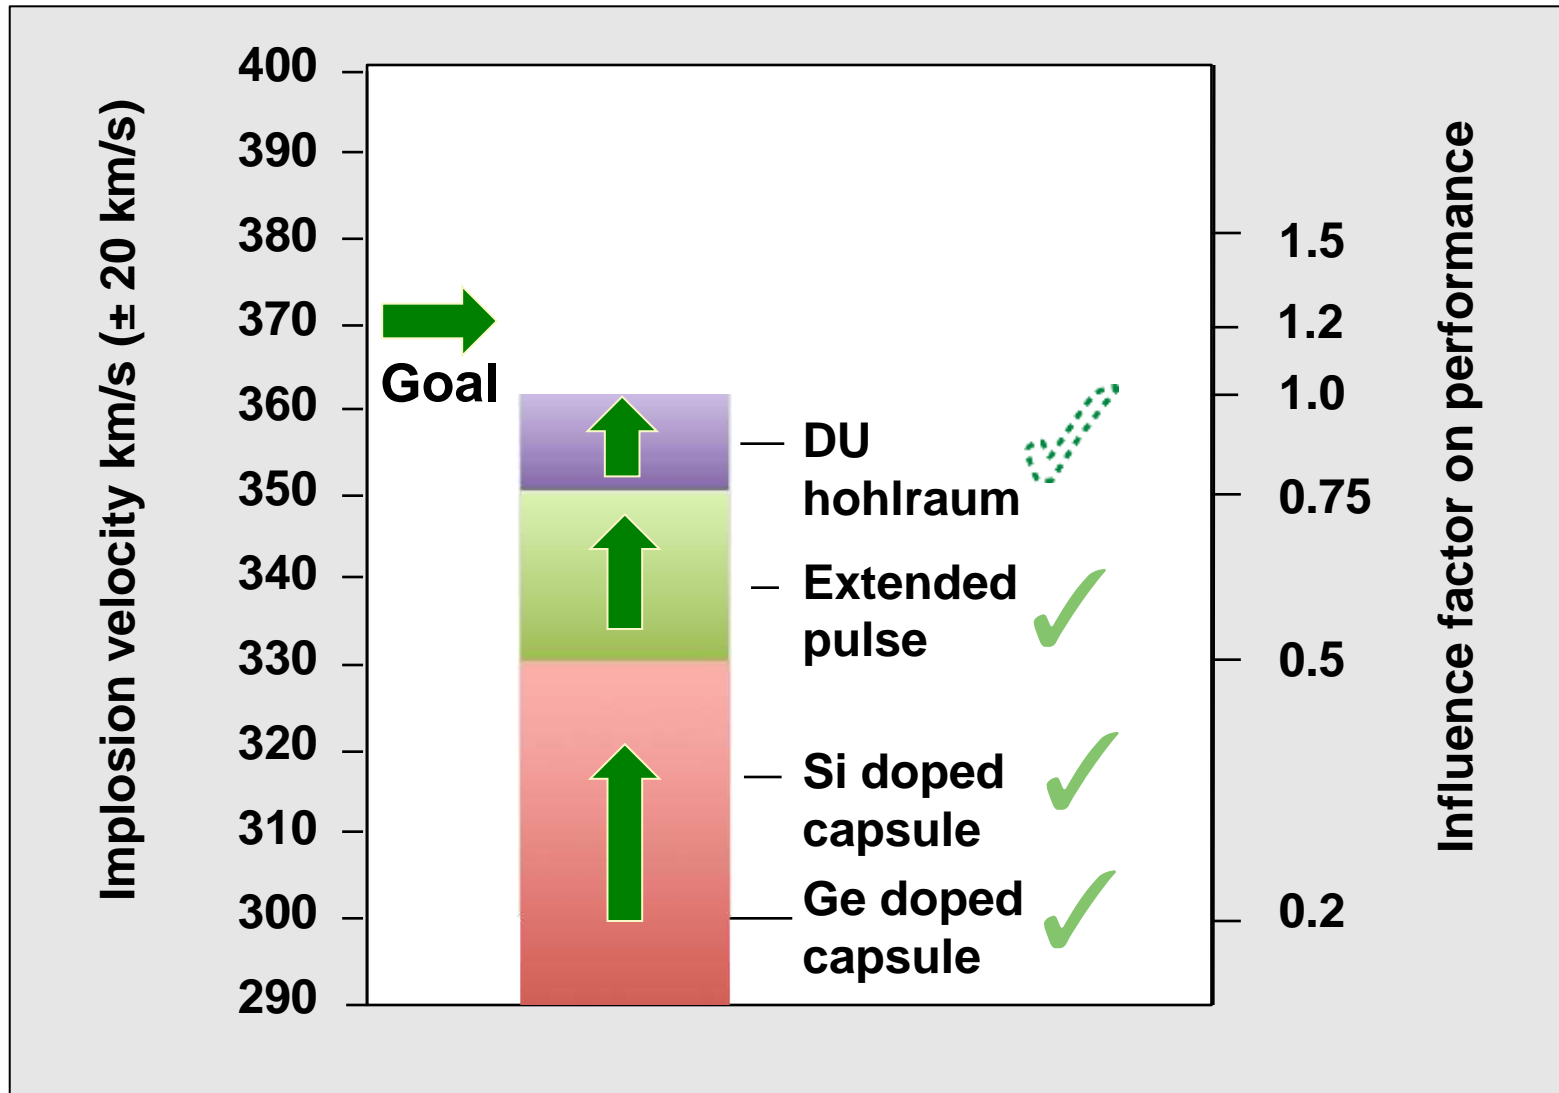 Implosion velocity km/s (± 20 km/s)
400
390
380
370
360
350
340
330
320
310
300
290
Goal
DU
hohlraum
Extended
pulse
Si doped
capsule
Ge doped
capsule
1.5
1.2
1.0
0.75
0.5
0.2
Influence factor on performance